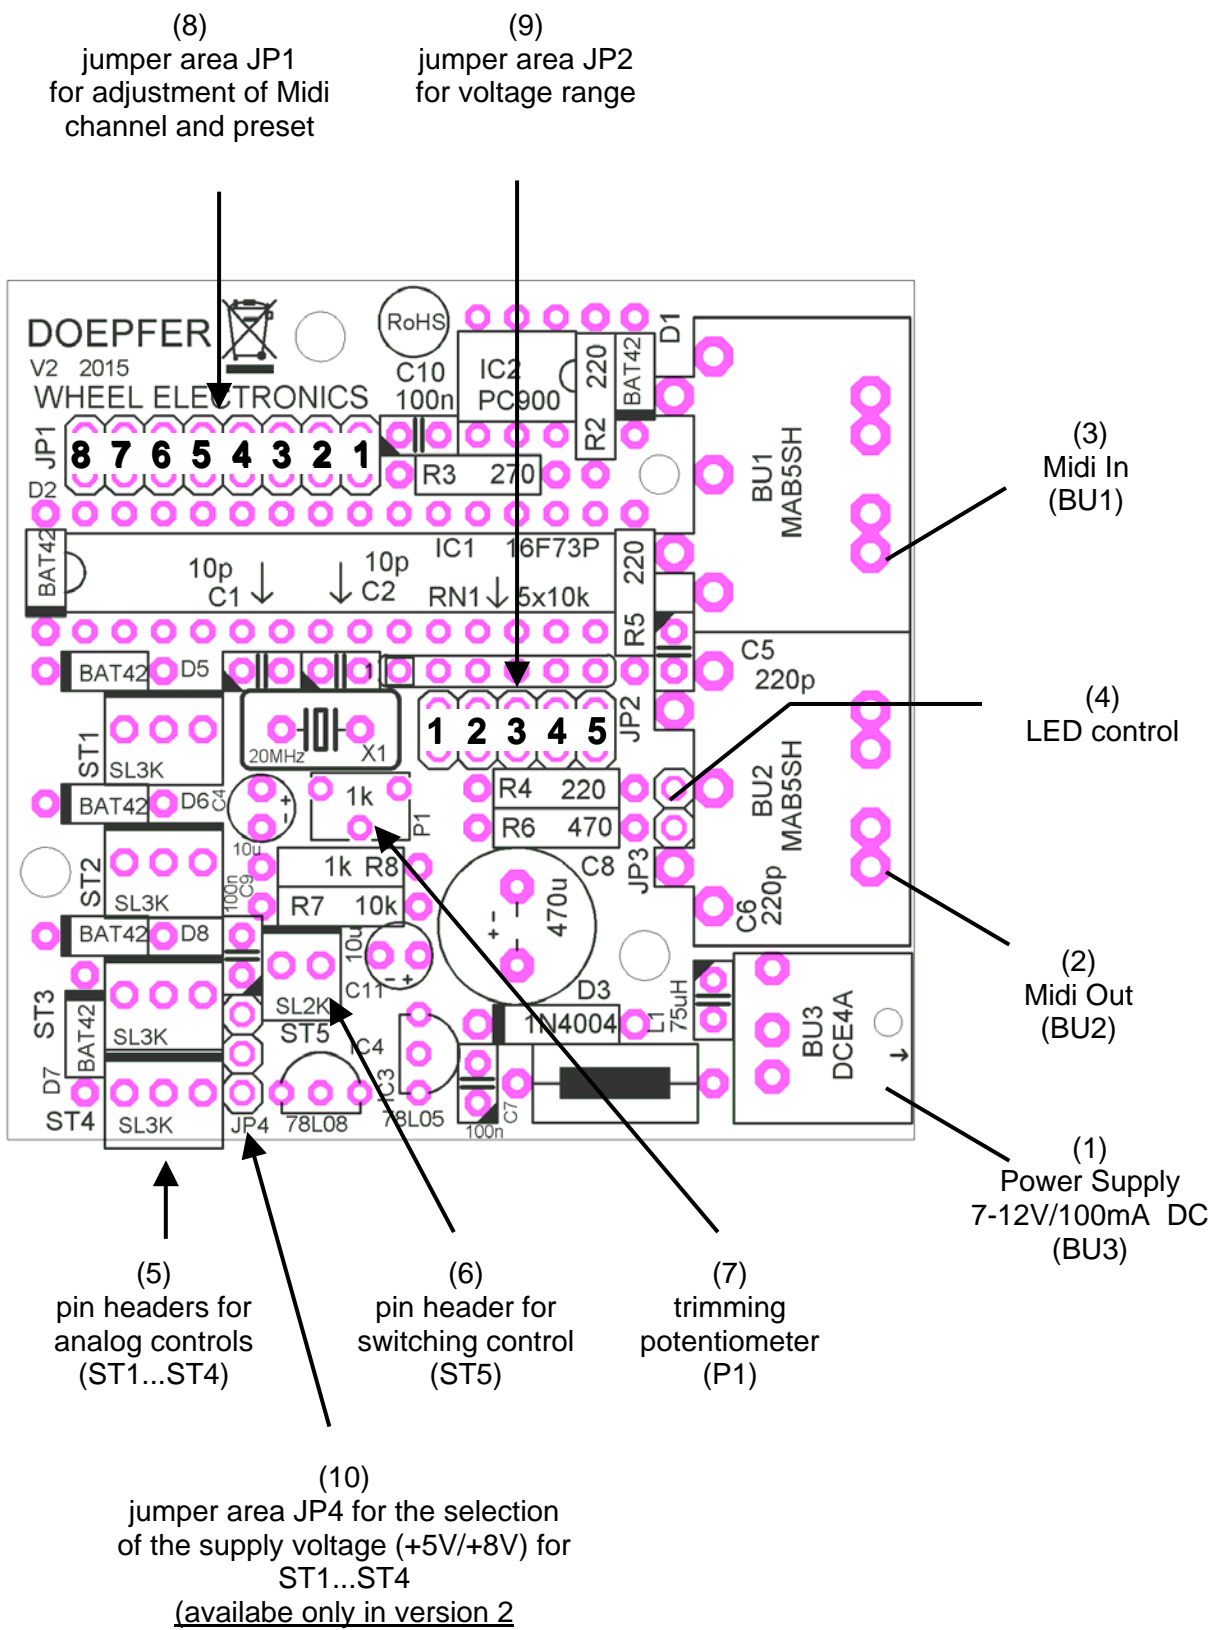 (8)
jumper area JP1
for adjustment of Midi
channel and preset
(9)
jumper area JP2
for voltage range
DOEPFER
V2 2015
WHEEL ELECTRONICS
RoHS
C10
100n
IC2
PC900
220
R2
BAT42
D1
JP1
8 7 6 5 4 3 2 1
R3 270
D2
BU1
MAB5SH
(3)
Midi In
(BU1)
BAT42
10p
C1
10p
C2
IC1 16F73P
RN1 5x10k
220
R5
BAT42 D5
1
C5
220p
ST1
SL3K
20MHz X1
1 2 3 4 5
JP2
(4)
LED control
BAT42 D6
C4
10u
1k
P1
R4 220
R6 470
BU2
MAB5SH
ST2
SL3K
100n
C9
1k R8
R7 10k
C8
470u
JP3
C6
220p
BAT42 D8
10u
C11
SL2K
ST5
(2)
Midi Out
(BU2)
ST3
SL3K
BAT42
D7
D3
1N4004
L1
75uH
BU3
DCE4A
IC4
IC3
ST4
SL3K
JP4
78L08
78L05
100n
C7
(1)
Power Supply
7-12V/100mA DC
(BU3)
(5)
pin headers for
analog controls
(ST1...ST4)
(6)
pin header for
switching control
(ST5)
(7)
trimming
potentiometer
(P1)
(10)
jumper area JP4 for the selection
of the supply voltage (+5V/+8V) for
ST1...ST4
(availabe only in version 2